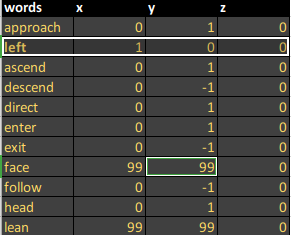 words x y z
approach 0 1 0
left 1 0 0
ascend 0 1 0
descend 0 -1 0
direct 0 1 0
enter 0 1 0
exit 0 -1 0
face 99 99 0
follow 0 -1 0
head 0 1 0
lean 99 99 0